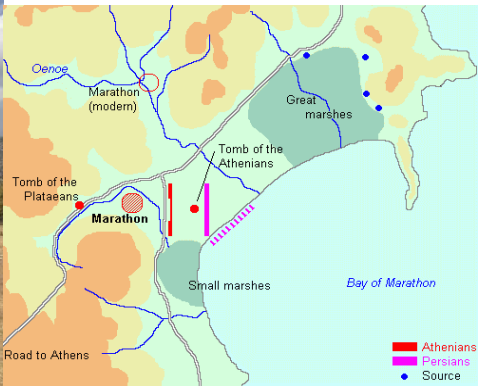 Oenoe
Marathon
(modern)
Great
marshes
Tomb of the
Athenians
Tomb of the
Plataeans
Marathon
Small marshes
Bay of Marathon
Road to Athens
Athenians
Persians
Source